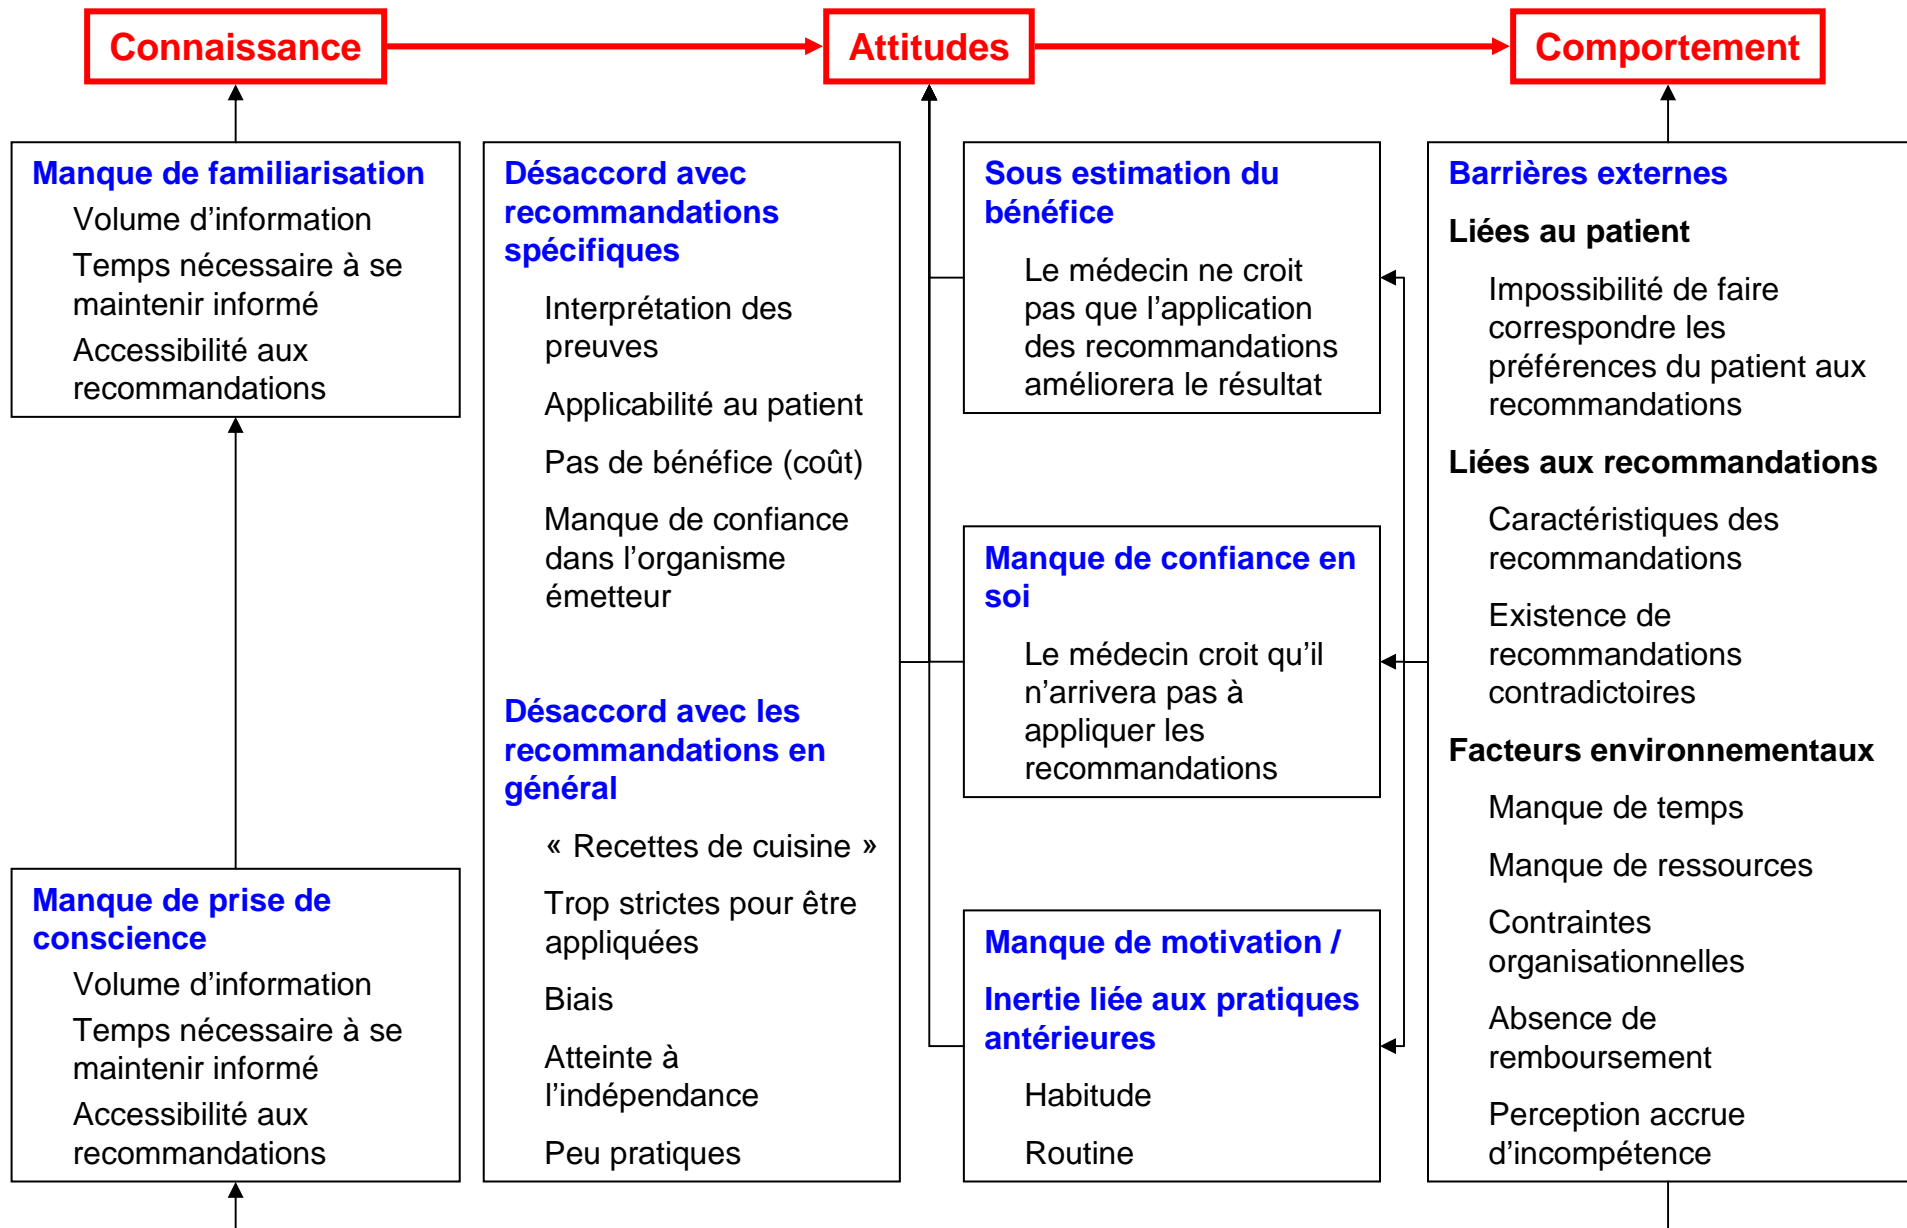 Connaissance
Attitudes
Comportement
Manque de familiarisation
Volume d’information
Temps nécessaire à se
maintenir informé
Accessibilité aux
recommandations
Manque de prise de
conscience
Volume d’information
Temps nécessaire à se
maintenir informé
Accessibilité aux
recommandations
Désaccord avec
recommandations
spécifiques
Interprétation des
preuves
Applicabilité au patient
Pas de bénéfice (coût)
Manque de confiance
dans l’organisme
émetteur
Désaccord avec les
recommandations en
général
« Recettes de cuisine »
Trop strictes pour être
appliquées
Biais
Atteinte à
l’indépendance
Peu pratiques
Sous estimation du
bénéfice
Le médecin ne croit
pas que l’application
des recommandations
améliorera le résultat
Manque de confiance en
soi
Le médecin croit qu’il
n’arrivera pas à
appliquer les
recommandations
Manque de motivation /
Inertie liée aux pratiques
antérieures
Habitude
Routine
Barrières externes
Liées au patient
Impossibilité de faire
correspondre les
préférences du patient aux
recommandations
Liées aux recommandations
Caractéristiques des
recommandations
Existence de
recommandations
contradictoires
Facteurs environnementaux
Manque de temps
Manque de ressources
Contraintes
organisationnelles
Absence de
remboursement
Perception accrue
d’incompétence